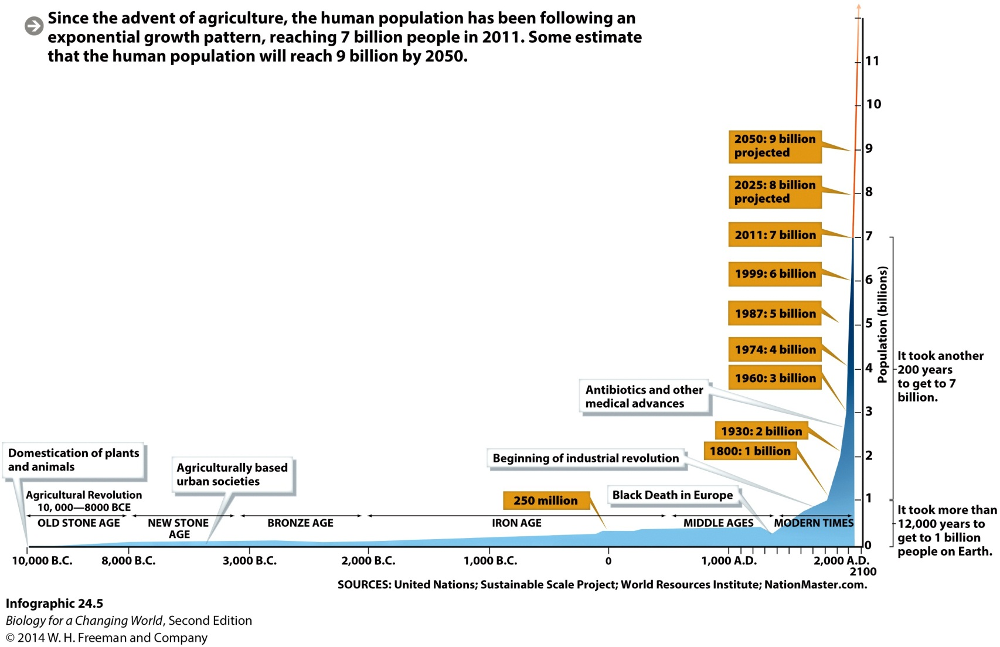 Since the advent of agriculture, the human population has been following an
exponential growth pattern, reaching 7 billion people in 2011. Some estimate
that the human population will reach 9 billion by 2050.
11
10
2050: 9 billion
projected
9
2025: 8 billion
projected
8
2011: 7 billion
7
1999: 6 billion
6
1987: 5 billion
5
1974: 4 billion
4
1960: 3 billion
3
Population (billions)
It took another
200 years
to get to 7
billion.
Antibiotics and other
medical advances
1930: 2 billion
2
1800: 1 billion
Beginning of industrial revolution
Domestication of plants
and animals
Agriculturally based
urban societies
Agricultural Revolution
10, 000—8000 BCE
250 million
Black Death in Europe
1
It took more than
12,000 years to
get to 1 billion
people on Earth.
OLD STONE AGE
NEW STONE
AGE
BRONZE AGE
IRON AGE
MIDDLE AGES
MODERN TIMES
0
10,000 B.C.
8,000 B.C.
3,000 B.C.
2,000 B.C.
1,000 B.C.
0
1,000 A.D.
2,000 A.D.
2100
SOURCES: United Nations; Sustainable Scale Project; World Resources Institute; NationMaster.com.
Infographic 24.5
Biology for a Changing World, Second Edition
© 2014 W. H. Freeman and Company